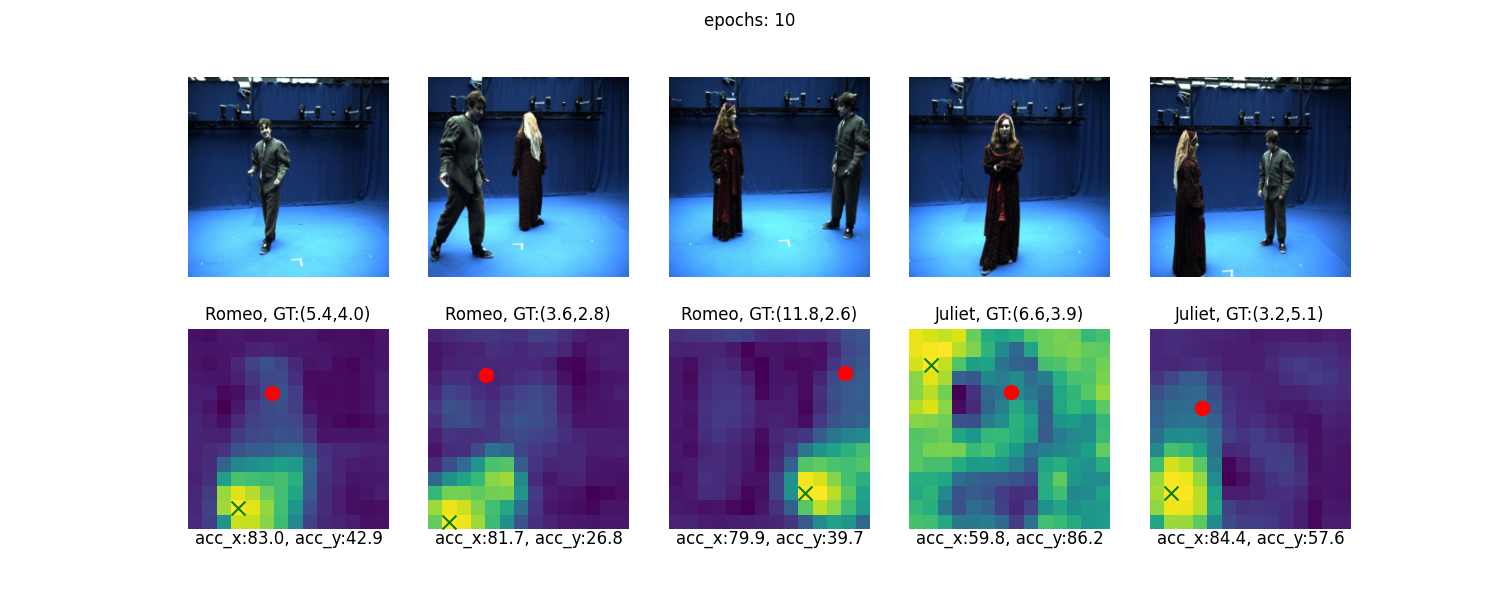 epochs: 10
Romeo, GT:(5.4,4.0)
Romeo, GT:(3.6,2.8)
Romeo, GT:(11.8,2.6)
Juliet, GT:(6.6,3.9)
Juliet, GT:(3.2,5.1)
acc_x:83.0, acc_y:42.9
acc_x:81.7, acc_y:26.8
acc_x:79.9, acc_y:39.7
acc_x:59.8, acc_y:86.2
acc_x:84.4, acc_y:57.6